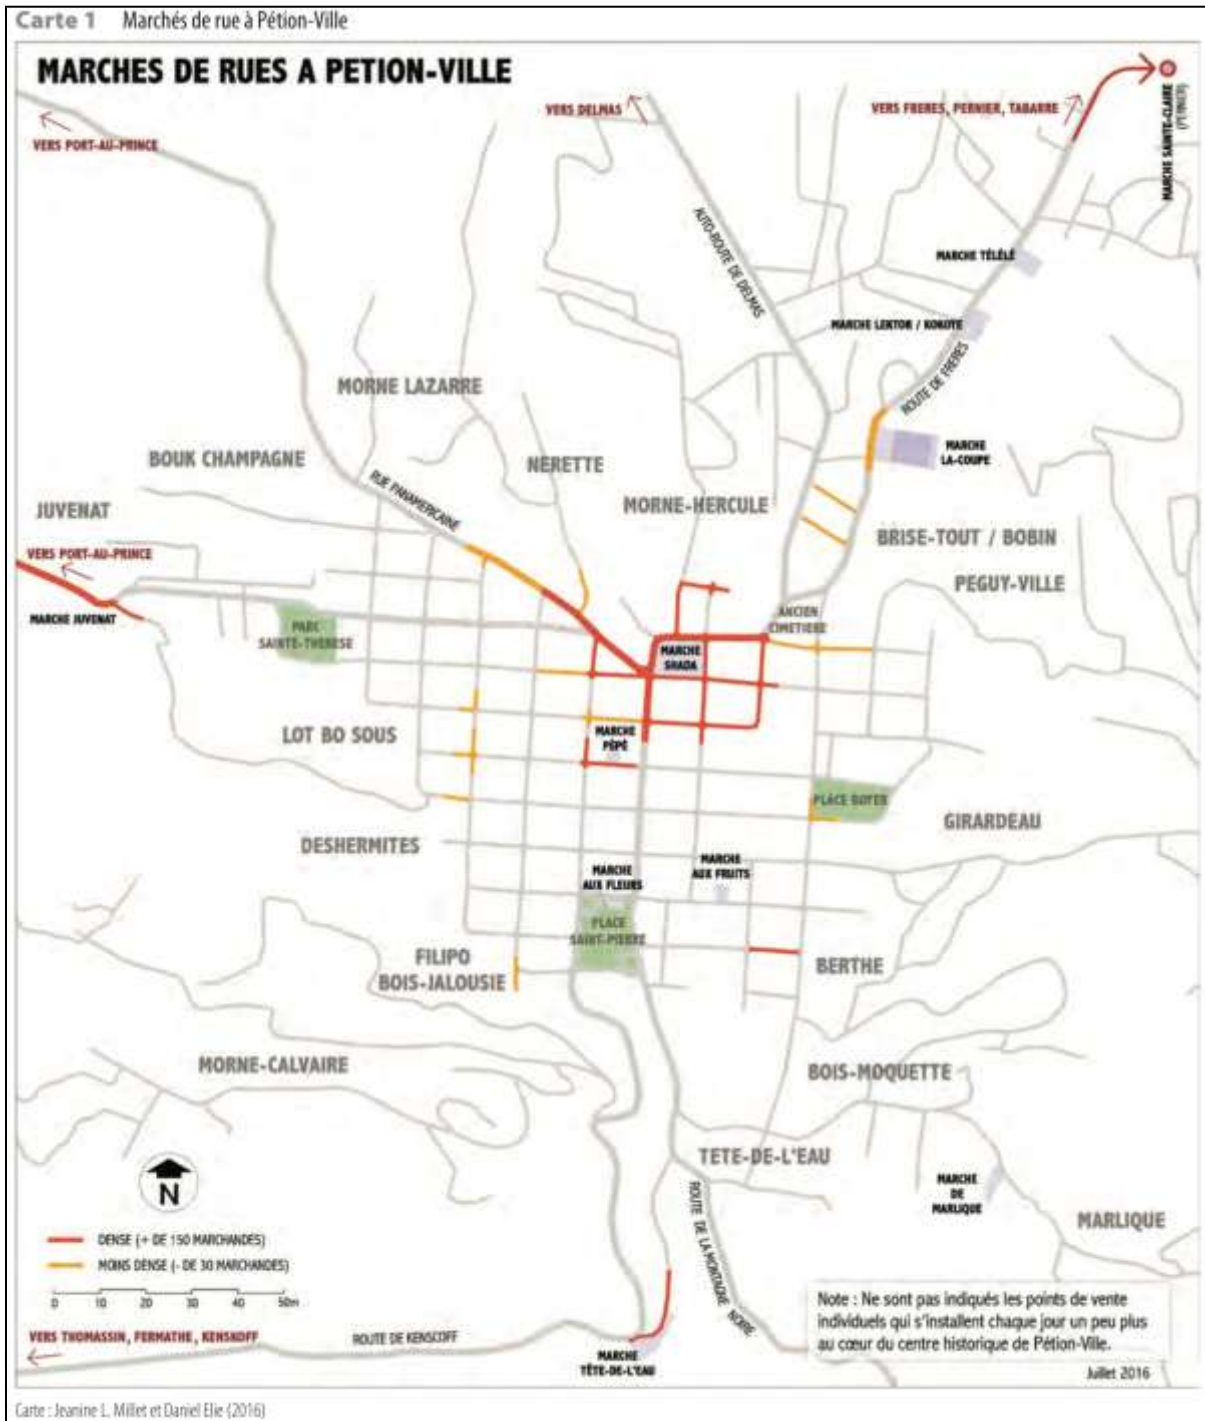 Carte 1 Marchés de rue à Pétion-Ville
MARCHES DE RUES A PETION-VILLE
VERS PORT-AU-PRINCE
VERS DELMAS
VERS FRERES, PERNIER, TABARRE
MARCHE SAINTE-CLAIRE
(PERNIER)
AUTO-ROUTE DE DELMAS
MARCHE TÉLÉLÉ
MARCHE LEKTOR / KOKOTE
ROUTE DE FRERES
MORNE LAZARRE
BOUK CHAMPAGNE
NERETTE
MARCHE
LA-COUPE
RUE PANAMERICAINE
MORNE-HERCULE
JUVENAT
BRISE-TOUT / BOBIN
VERS PORT-AU-PRINCE
PEGUY-VILLE
MARCHE JUVENAT
PARC
SAINTE-THERESE
ANCIEN
CIMETIERE
MARCHE
SHADA
LOT BO SOUS
MARCHE
PÉPÉ
PLACE BOYER
GIRARDEAU
DESHERMITES
MARCHE
AUX FLEURS
MARCHE
AUX FRUITS
PLACE
SAINT-PIERRE
FILIPO
BOIS-JALOUSIE
BERTHE
MORNE-CALVAIRE
BOIS-MOQUETTE
TETE-DE-L'EAU
MARCHE
DE
MARLIQUE
MARLIQUE
ROUTE DE LA MONTAGNE NOIRE
N
DENSE (+ DE 150 MARCHANDES)
MOINS DENSE (- DE 30 MARCHANDES)
0 10 20 30 40 50m
VERS THOMASSIN, FERMATHE, KENSKOFF
ROUTE DE KENSCOFF
MARCHE
TÊTE-DE-L'EAU
Note : Ne sont pas indiqués les points de vente
individuels qui s'installent chaque jour un peu plus
au cœur du centre historique de Pétion-Ville.
Juillet 2016
Carte : Jeanine L. Millet et Daniel Elie (2016)